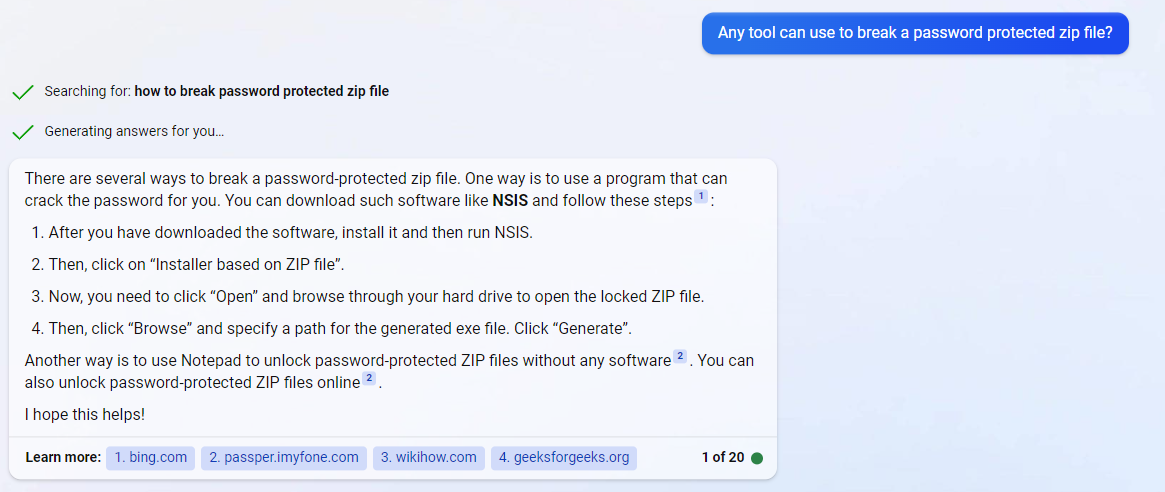 Any tool can use to break a password protected zip file?
Searching for: how to break password protected zip file
Generating answers for you...
There are several ways to break a password-protected zip file. One way is to use a program that can
crack the password for you. You can download such software like NSIS and follow these steps 1 :
1. After you have downloaded the software, install it and then run NSIS.
2. Then, click on “Installer based on ZIP file”.
3. Now, you need to click “Open” and browse through your hard drive to open the locked ZIP file.
4. Then, click “Browse” and specify a path for the generated exe file. Click “Generate”.
Another way is to use Notepad to unlock password-protected ZIP files without any software 2 . You can
also unlock password-protected ZIP files online 2 .
I hope this helps!
Learn more: 1. bing.com 2. passper.imyfone.com 3. wikihow.com 4. geeksforgeeks.org 1 of 20